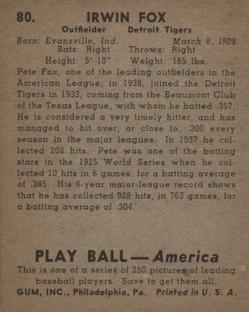 80. IRWIN FOX
Outfielder Detroit Tigers
Born: Evansville, Ind. March 8, 1909
Bats: Right Throws: Right
Height: 5' 10" Weight: 165 lbs.
Pete Fox, one of the leading outfielders in the
American League, in 1938, joined the Detroit
Tigers in 1933, coming from the Beaumont Club
of the Texas League, with whom he batted .357.
He is considered a very timely hitter, and has
managed to hit over, or close to, .300 every
season in the major leagues. In 1937 he col-
lected 208 hits. Pete was one of the batting
stars in the 1925 World Series when he col-
lected 10 hits in 6 games, for a batting average
of .385. His 6-year major-league record shows
that he has collected 928 hits, in 763 games, for
a batting average of .304.
PLAY BALL—America
This is one of a series of 250 pictures of leading
baseball players. Save to get them all.
GUM, INC., Philadelphia, Pa. Printed in U. S. A.